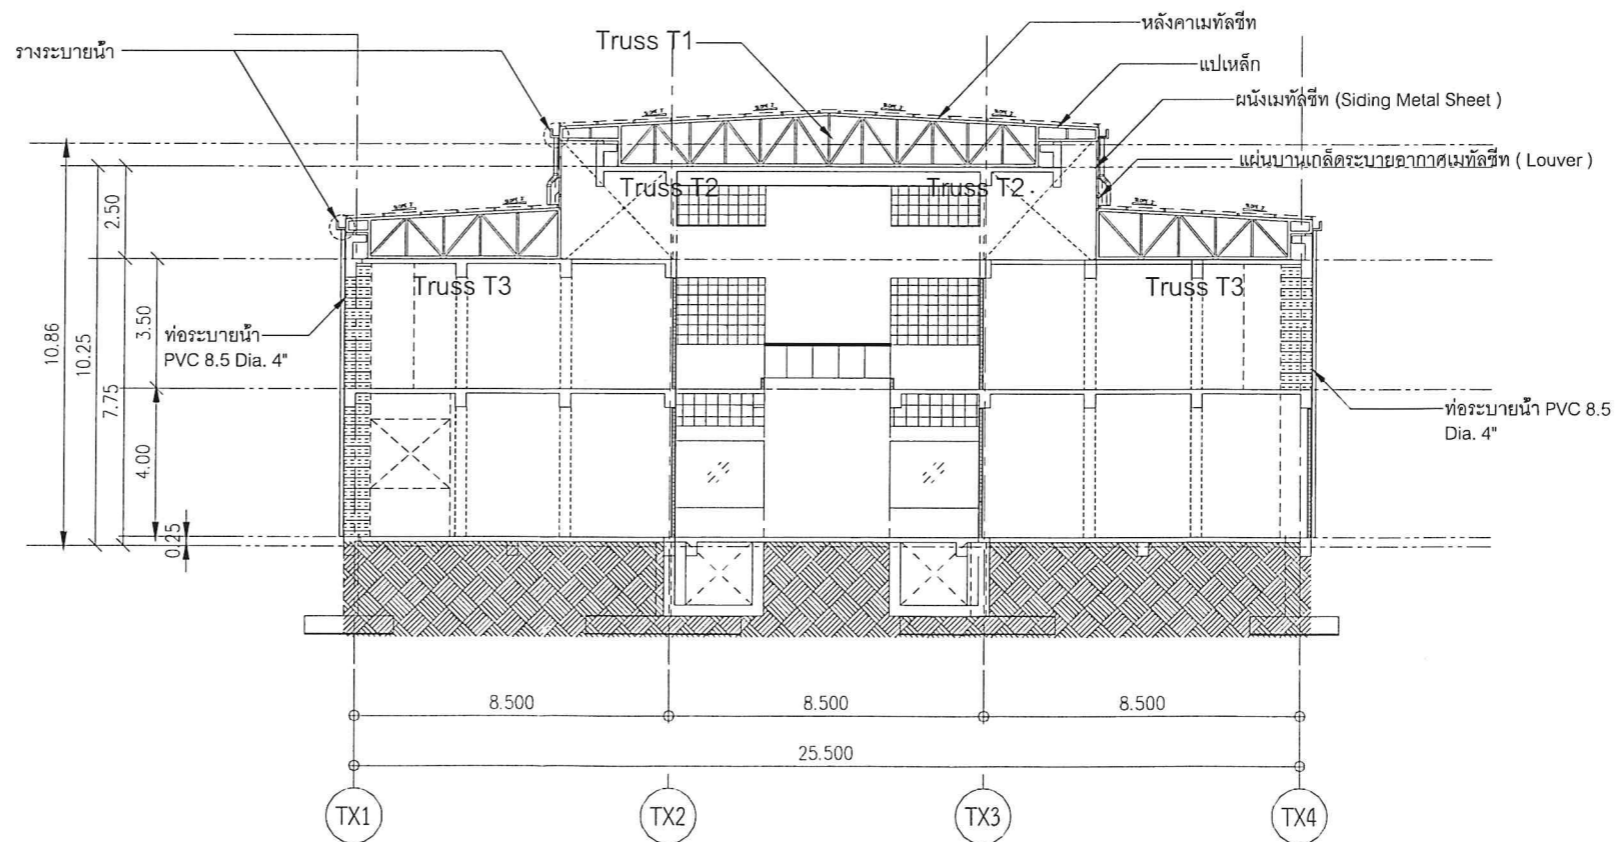 หลังคาเมทัลซีท
Truss T1
รางระบายน้ำ
แปเหล็ก
ผนังเมทัลซีท (Siding Metal Sheet )
แผ่นบานเกล็ดระบายอากาศเมทัลซีท ( Louver )
Truss T2
Truss T2
2.50
Truss T3
Truss T3
3.50
10.86
10.25
7.75
ท่อระบายน้ำ
PVC 8.5 Dia. 4"
ท่อระบายน้ำ PVC 8.5
Dia. 4"
4.00
0.25
8.500
8.500
8.500
25.500
TX1
TX2
TX3
TX4